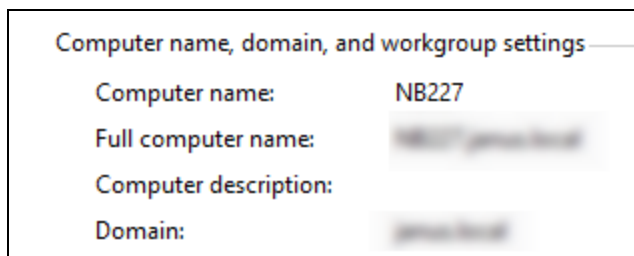 Computer name, domain, and workgroup settings
Computer name: NB227
Full computer name:
Computer description:
Domain: